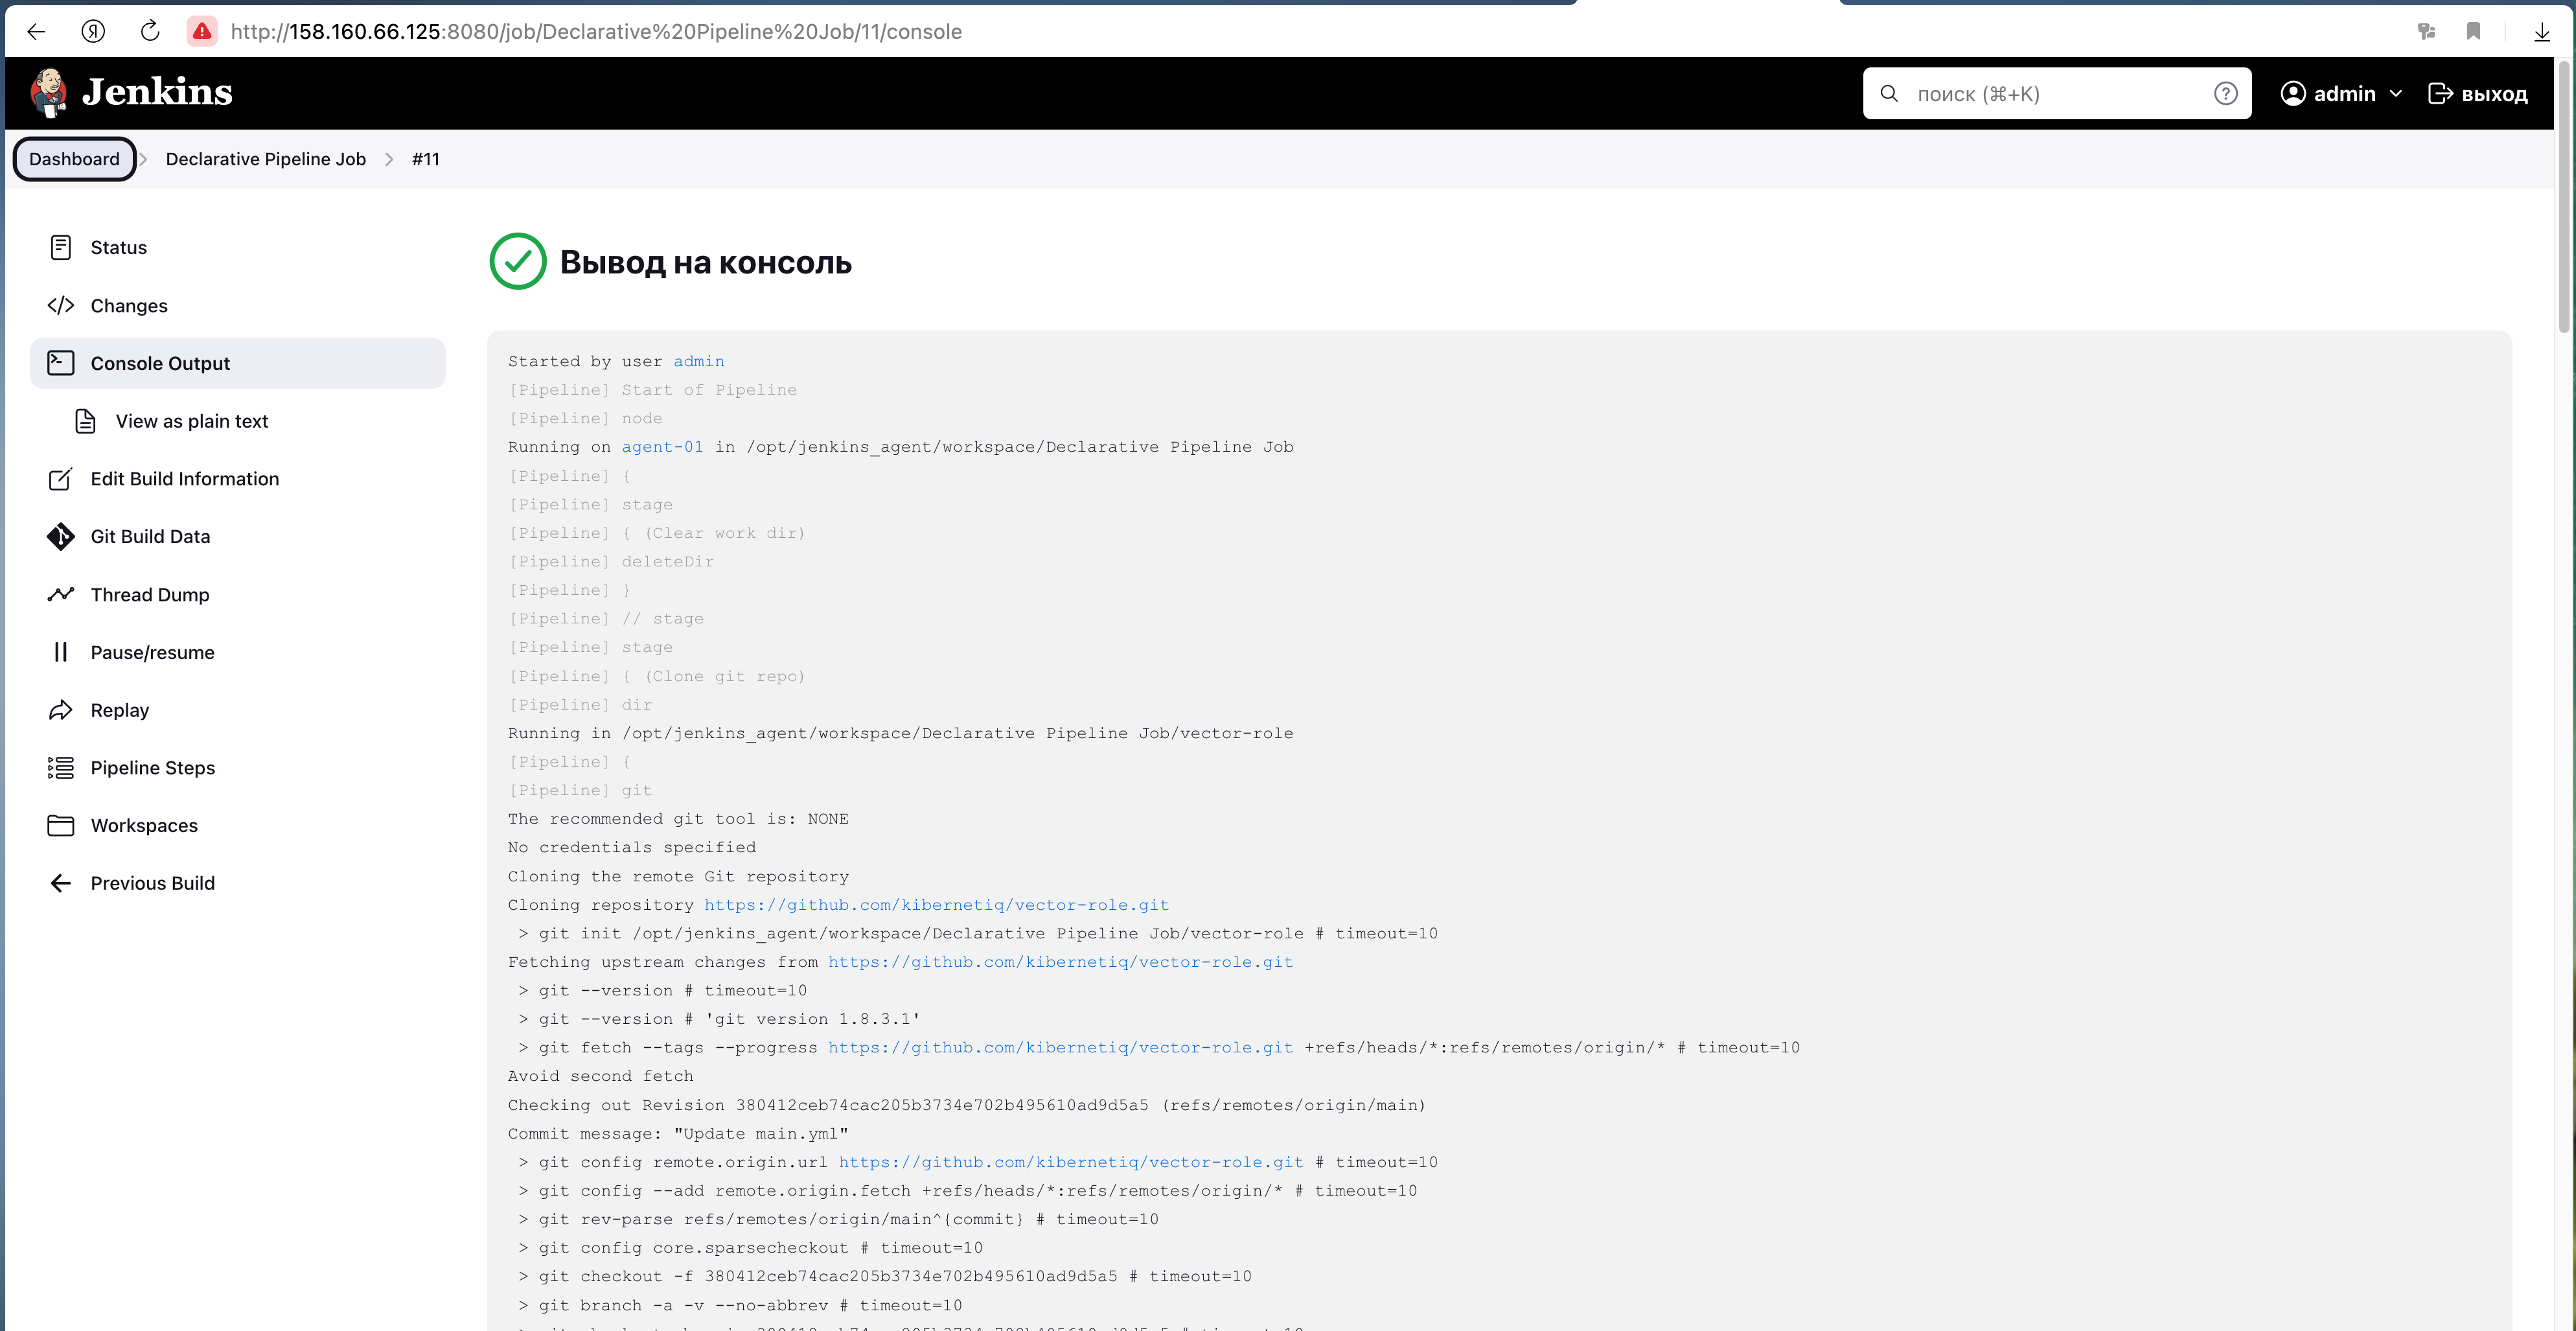 http://158.160.66.125:8080/job/Declarative%20Pipeline%20Job/11/console
Jenkins
поиск (⌘+K)
admin
выход
Dashboard
Declarative Pipeline Job
#11
Status
Changes
Console Output
View as plain text
Edit Build Information
Git Build Data
Thread Dump
Pause/resume
Replay
Pipeline Steps
Workspaces
Previous Build
Вывод на консоль
Started by user admin
[Pipeline] Start of Pipeline
[Pipeline] node
Running on agent-01 in /opt/jenkins_agent/workspace/Declarative Pipeline Job
[Pipeline] {
[Pipeline] stage
[Pipeline] { (Clear work dir)
[Pipeline] deleteDir
[Pipeline] }
[Pipeline] // stage
[Pipeline] stage
[Pipeline] { (Clone git repo)
[Pipeline] dir
Running in /opt/jenkins_agent/workspace/Declarative Pipeline Job/vector-role
[Pipeline] {
[Pipeline] git
The recommended git tool is: NONE
No credentials specified
Cloning the remote Git repository
Cloning repository https://github.com/kibernetiq/vector-role.git
> git init /opt/jenkins_agent/workspace/Declarative Pipeline Job/vector-role # timeout=10
Fetching upstream changes from https://github.com/kibernetiq/vector-role.git
> git --version # timeout=10
> git --version # 'git version 1.8.3.1'
> git fetch --tags --progress https://github.com/kibernetiq/vector-role.git +refs/heads/*:refs/remotes/origin/* # timeout=10
Avoid second fetch
Checking out Revision 380412ceb74cac205b3734e702b495610ad9d5a5 (refs/remotes/origin/main)
Commit message: "Update main.yml"
> git config remote.origin.url https://github.com/kibernetiq/vector-role.git # timeout=10
> git config --add remote.origin.fetch +refs/heads/*:refs/remotes/origin/* # timeout=10
> git rev-parse refs/remotes/origin/main^{commit} # timeout=10
> git config core.sparsecheckout # timeout=10
> git checkout -f 380412ceb74cac205b3734e702b495610ad9d5a5 # timeout=10
> git branch -a -v --no-abbrev # timeout=10